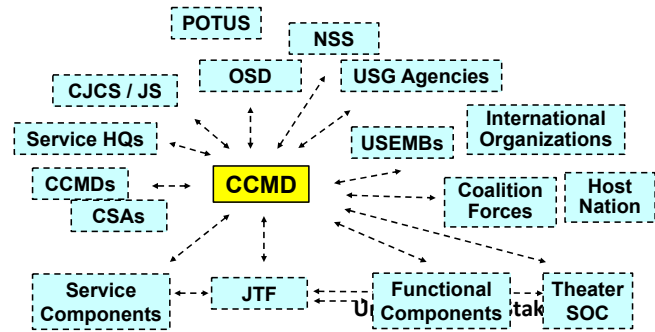 POTUS
NSS
OSD
USG Agencies
CJCS / JS
International
Organizations
Service HQs
USEMBs
CCMDs
CCMD
CSAs
Coalition
Forces
Host
Nation
Service
Components
JTF
Functional
Components
Theater
SOC